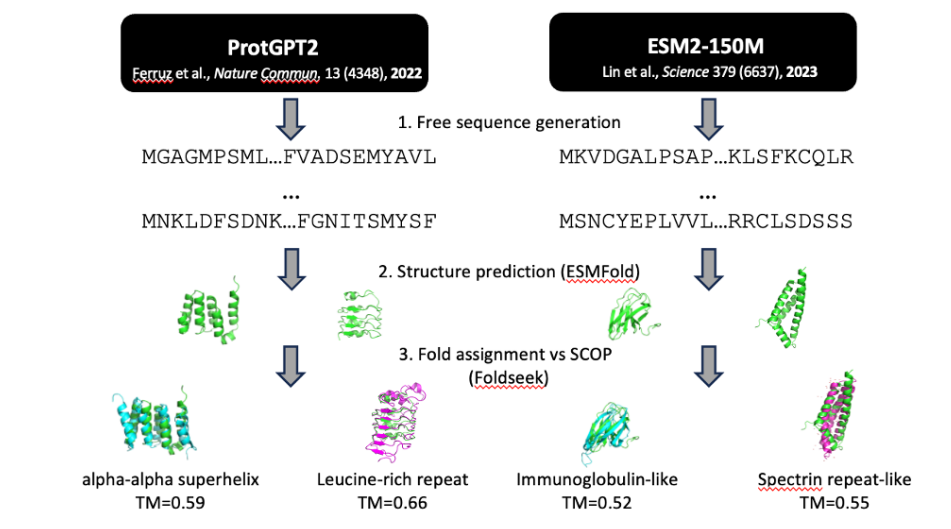 ProtGPT2
Ferruz et al., Nature Commun, 13 (4348), 2022
ESM2-150M
Lin et al., Science 379 (6637), 2023
1. Free sequence generation
MGAGMPSML…FVADSEMYAVL
MKVDGALPSAP…KLSFKCQLR
...
...
MNKLDFSDNK…FGNITSMYSF
MSNCYEPLVVL…RRCLSDSSS
2. Structure prediction (ESMFold)
3. Fold assignment vs SCOP
(Foldseek)
alpha-alpha superhelix
TM=0.59
Leucine-rich repeat
TM=0.66
Immunoglobulin-like
TM=0.52
Spectrin repeat-like
TM=0.55